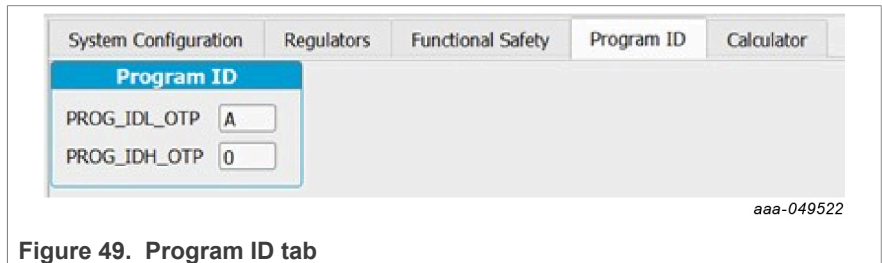 System Configuration Regulators Functional Safety Program ID Calculator
Program ID
PROG_IDL_OTP A
PROG_IDH_OTP 0
aaa-049522
Figure 49. Program ID tab